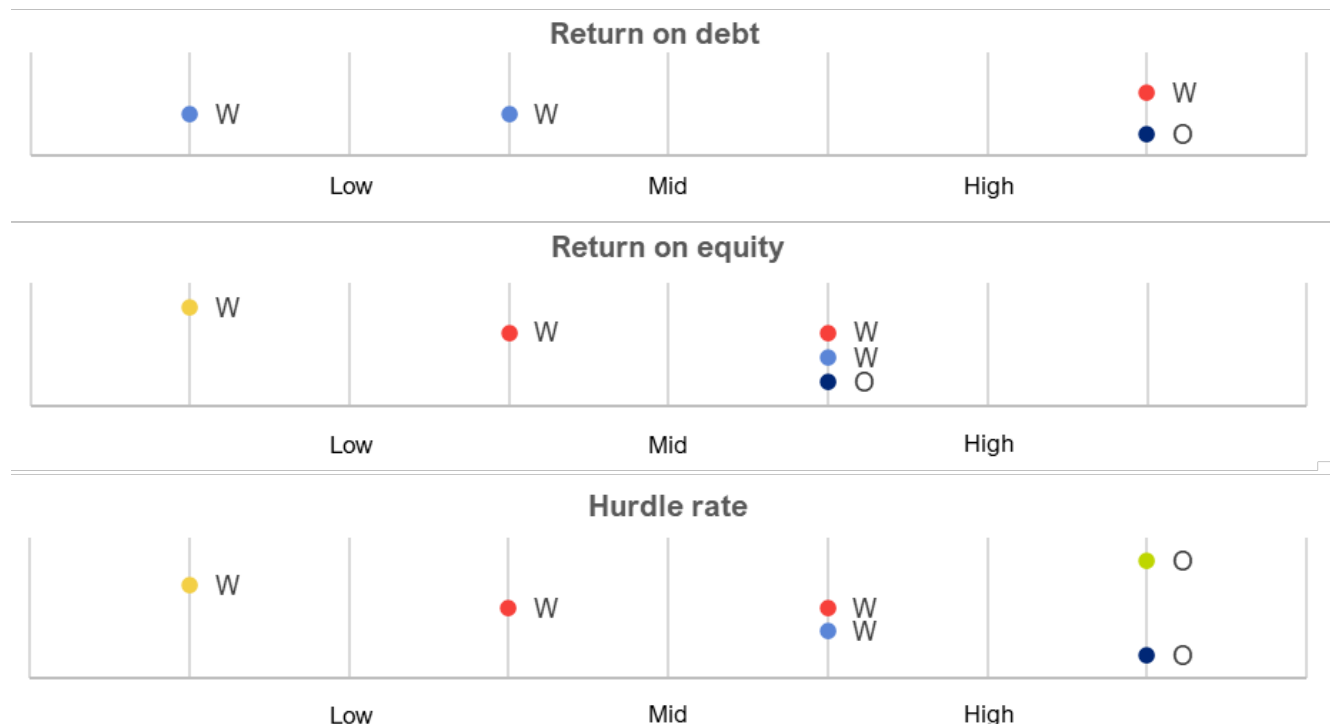 Return on debt
W
W W
O
Low Mid High
Return on equity
W
W W
W
O
Low Mid High
Hurdle rate
O
W
W W
W
O
Low Mid High